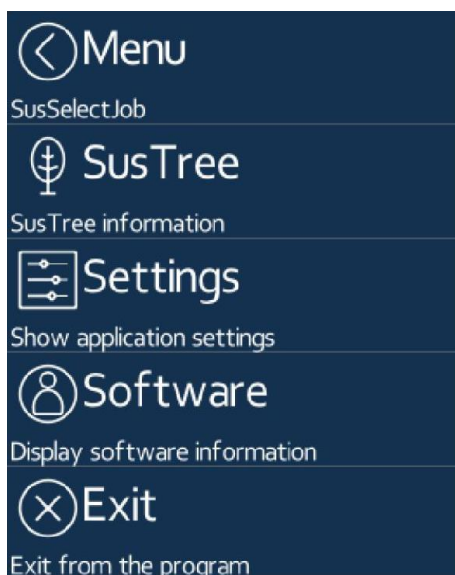 Menu
SusSelectJob
SusTree
SusTree information
Settings
Show application settings
Software
Display software information
Exit
Exit from the program